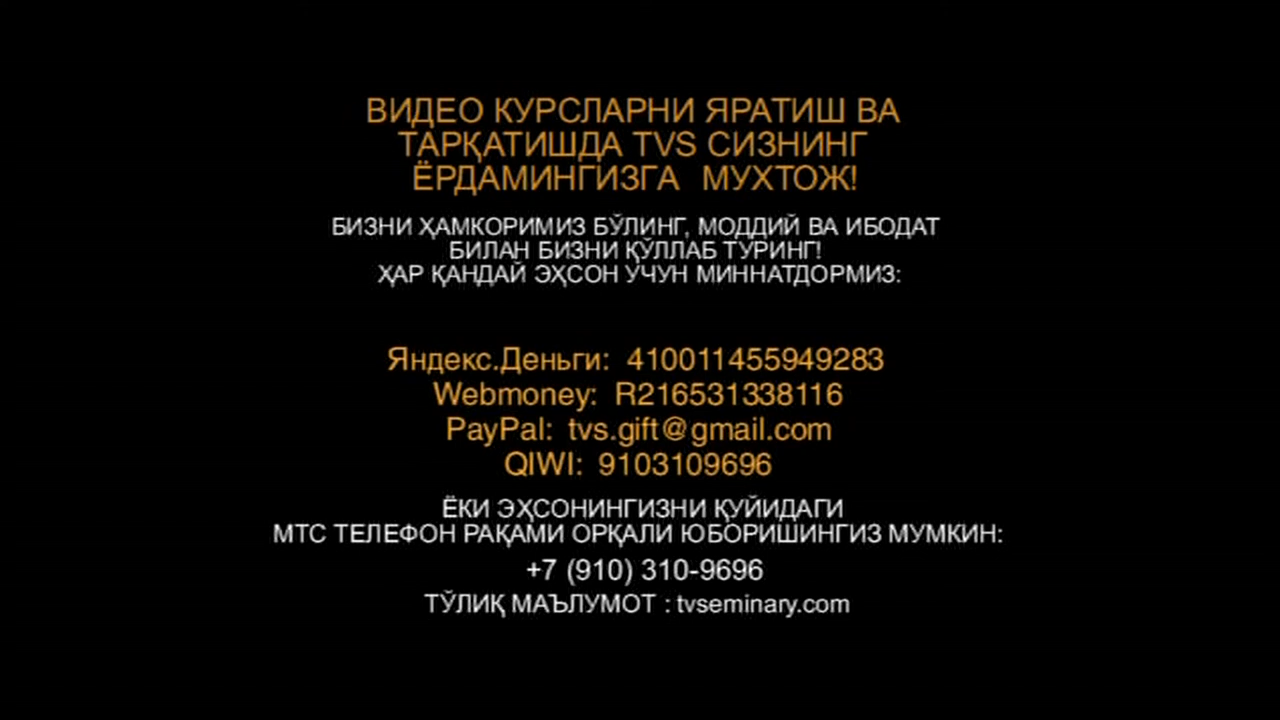 ВИДЕО КУРСЛАРНИ ЯРАТИШ ВА
ТАРҚАТИШДА TVS СИЗНИНГ
ЁРДАМИНГИЗГА МУХТОЖ!
БИЗНИ ҲАМКОРИМИЗ БЎЛИНГ, МОДДИЙ ВА ИБОДАТ
БИЛАН БИЗНИ ҚЎЛЛАБ ТУРИНГ!
ҲАР ҚАНДАЙ ЭҲСОН УЧУН МИННАТДОРМИЗ:
Яндекс.Деньги: 410011455949283
Webmoney: R216531338116
PayPal: tvs.gift@gmail.com
QIWI: 9103109696
ЁКИ ЭҲСОНИНГИЗНИ ҚУЙИДАГИ
МТС ТЕЛЕФОН РАҚАМИ ОРҚАЛИ ЮБОРИШИНГИЗ МУМКИН:
+7 (910) 310-9696
ТЎЛИҚ МАЪЛУМОТ : tvseminary.com